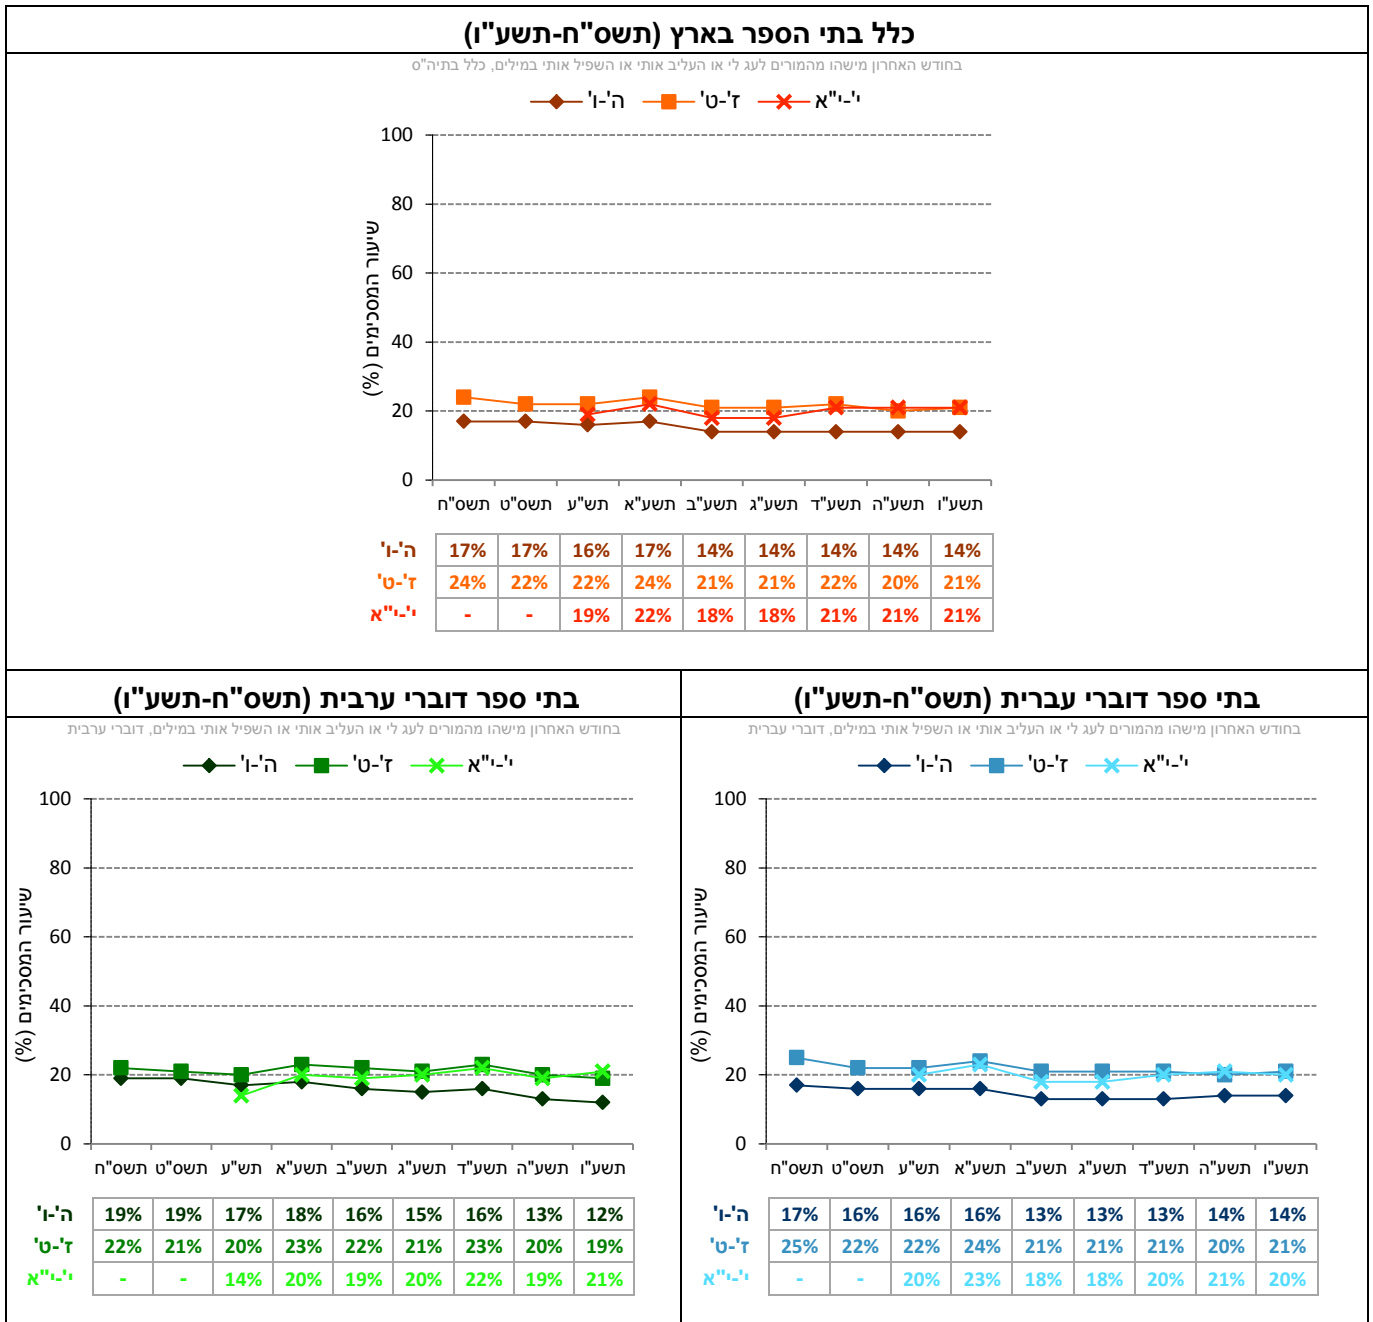 כלל בתי הספר בארץ (תשס"ח-תשע"ו)
בחודש האחרון מישהו מהמורים לעג לי או העליב אותי או השפיל אותי במילים, כלל בתיה"ס
ה'-ו' ז'-ט' י'-י"א
שיעור המסכימים (%)
100
80
60
40
20
0
תשס"ח תשס"ט תש"ע תשע"א תשע"ב תשע"ג תשע"ד תשע"ה תשע"ו
ה'-ו' 17% 17% 16% 17% 14% 14% 14% 14% 14%
ז'-ט' 24% 22% 22% 24% 21% 21% 22% 20% 21%
י'-י"א - - 19% 22% 18% 18% 21% 21% 21%
בתי ספר דוברי עברית (תשס"ח-תשע"ו)
בחודש האחרון מישהו מהמורים לעג לי או העליב אותי או השפיל אותי במילים, דוברי עברית
ה'-ו' ז'-ט' י'-י"א
שיעור המסכימים (%)
100
80
60
40
20
0
תשס"ח תשס"ט תש"ע תשע"א תשע"ב תשע"ג תשע"ד תשע"ה תשע"ו
ה'-ו' 17% 16% 16% 16% 13% 13% 13% 14% 14%
ז'-ט' 25% 22% 22% 24% 21% 21% 21% 20% 21%
י'-י"א - - 20% 23% 18% 18% 20% 21% 20%
בתי ספר דוברי ערבית (תשס"ח-תשע"ו)
בחודש האחרון מישהו מהמורים לעג לי או העליב אותי או השפיל אותי במילים, דוברי ערבית
ה'-ו' ז'-ט' י'-י"א
שיעור המסכימים (%)
100
80
60
40
20
0
תשס"ח תשס"ט תש"ע תשע"א תשע"ב תשע"ג תשע"ד תשע"ה תשע"ו
ה'-ו' 19% 19% 17% 18% 16% 15% 16% 13% 12%
ז'-ט' 22% 21% 20% 23% 22% 21% 23% 20% 19%
י'-י"א - - 14% 20% 19% 20% 22% 19% 21%